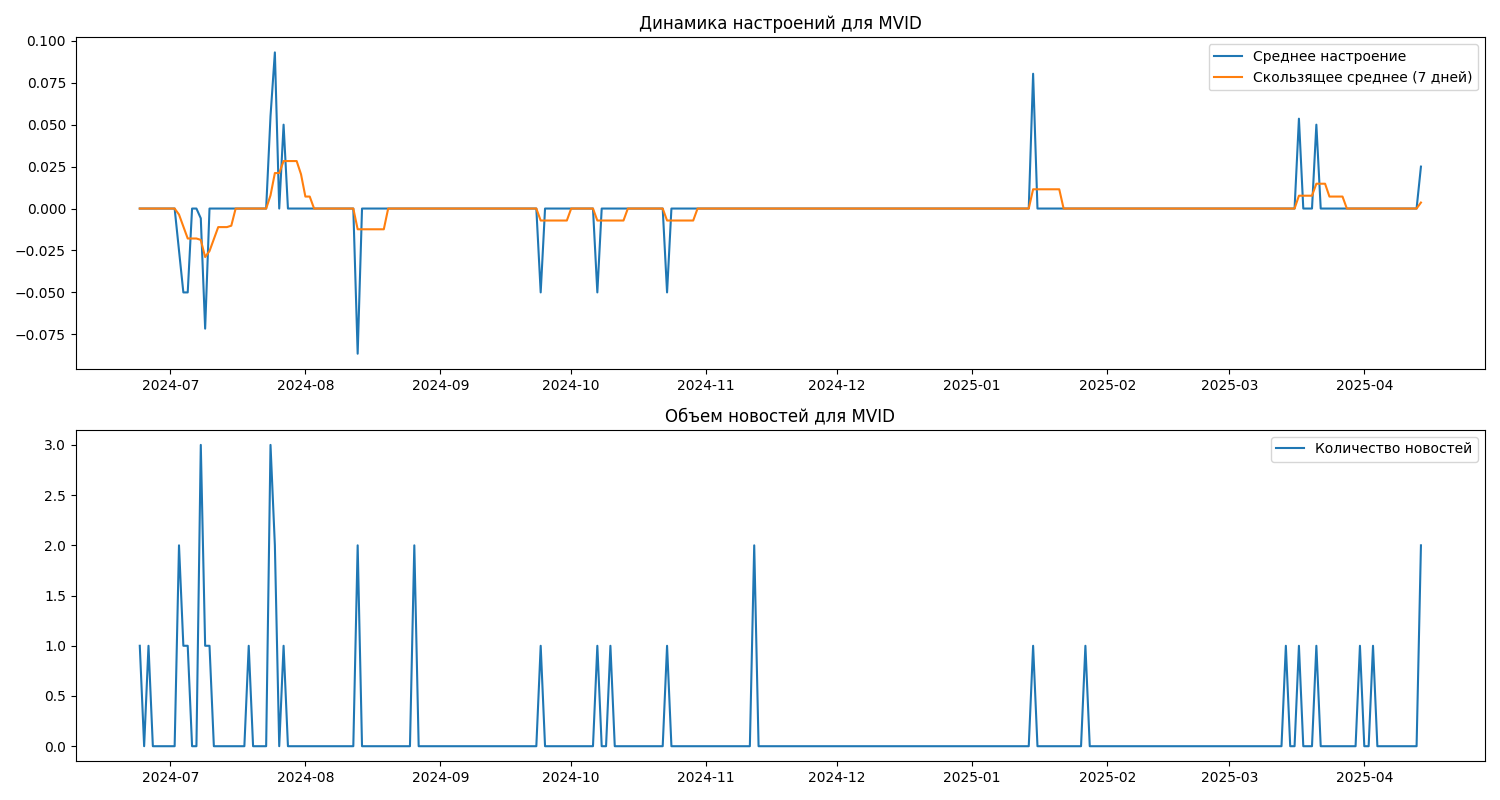 Динамика настроений для MVID
0.100
0.075
0.050
0.025
0.000
−0.025
−0.050
−0.075
Среднее настроение
Скользящее среднее (7 дней)
2024-07 2024-08 2024-09 2024-10 2024-11 2024-12 2025-01 2025-02 2025-03 2025-04
Объем новостей для MVID
3.0
2.5
2.0
1.5
1.0
0.5
0.0
Количество новостей
2024-07 2024-08 2024-09 2024-10 2024-11 2024-12 2025-01 2025-02 2025-03 2025-04